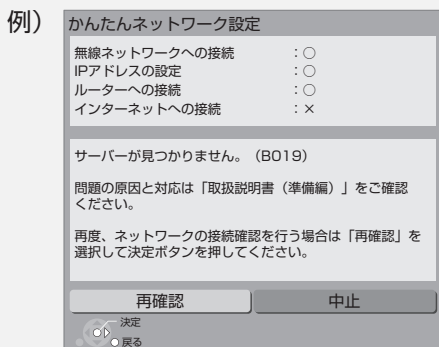 例)
かんたんネットワーク設定
無線ネットワークへの接続 :○
IPアドレスの設定 :○
ルーターへの接続 :○
インターネットへの接続 :×
サーバーが見つかりません。(B019)
問題の原因と対応は「取扱説明書(準備編)」をご確認
ください。
再度、ネットワークの接続確認を行う場合は「再確認」を
選択して決定ボタンを押してください。
再確認 中止
決定
戻る